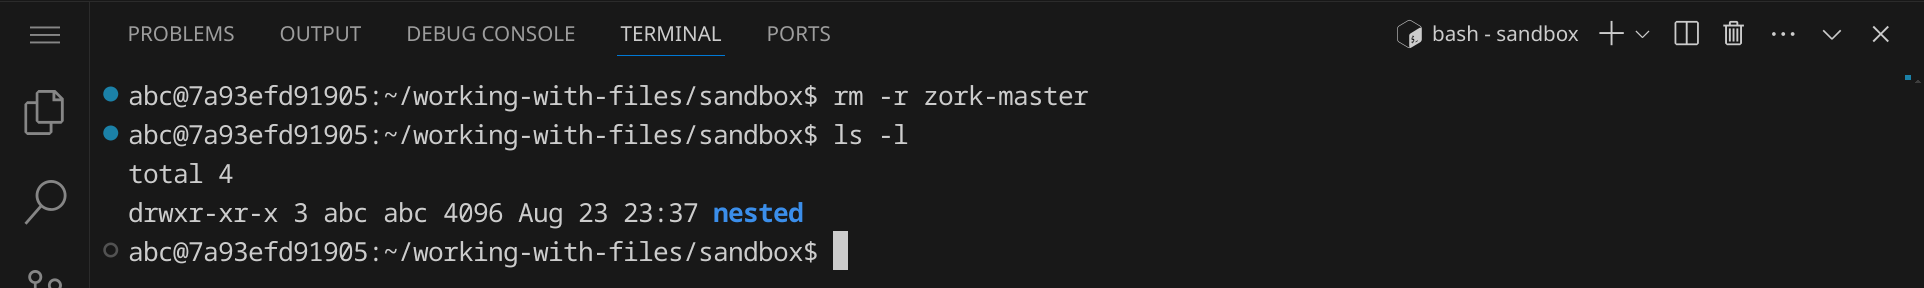 PROBLEMS OUTPUT DEBUG CONSOLE TERMINAL PORTS bash - sandbox
abc@7a93efd91905:~/working-with-files/sandbox$ rm -r zork-master
abc@7a93efd91905:~/working-with-files/sandbox$ ls -l
total 4
drwxr-xr-x 3 abc abc 4096 Aug 23 23:37 nested
abc@7a93efd91905:~/working-with-files/sandbox$